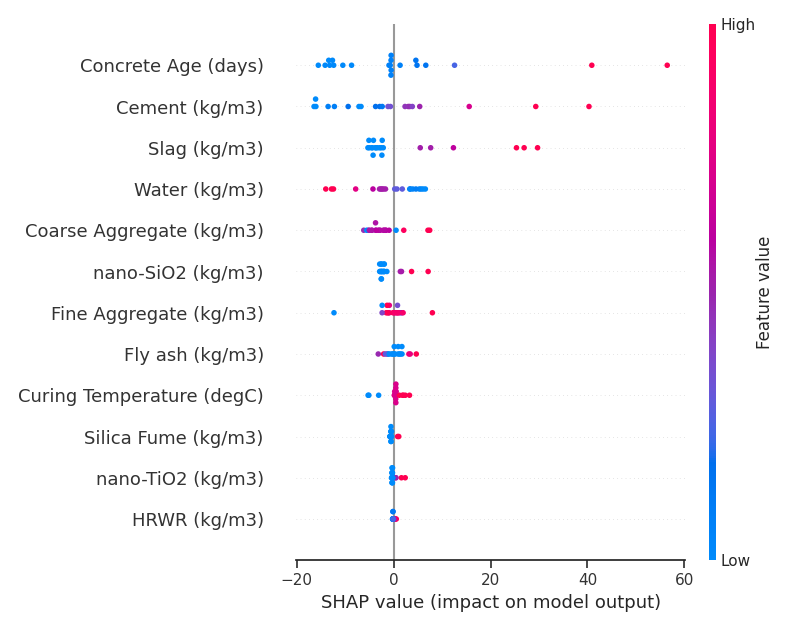 High
Concrete Age (days)
Cement (kg/m3)
Slag (kg/m3)
Water (kg/m3)
Coarse Aggregate (kg/m3)
nano-SiO2 (kg/m3)
Fine Aggregate (kg/m3)
Fly ash (kg/m3)
Curing Temperature (degC)
Silica Fume (kg/m3)
nano-TiO2 (kg/m3)
HRWR (kg/m3)
Feature value
Low
−20 0 20 40 60
SHAP value (impact on model output)